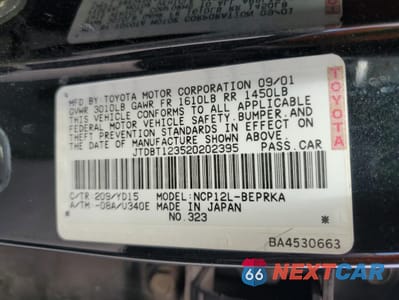 MFD.BY:TOYOTA MOTOR CORPORATION 09/01
GVWR 3010LB GAWR FR 1610LB RR 1450LB
THIS VEHICLE CONFORMS TO ALL APPLICABLE
FEDERAL MOTOR VEHICLE SAFETY, BUMPER, AND
THEFT PREVENTION STANDARDS IN EFFECT ON
THE DATE OF MANUFACTURE SHOWN ABOVE.
JTDBT123520202395 PASS.CAR
C/TR: 209/YD15 MODEL: NCP12L-BEPRKA
A/TM: -08A/U340E MADE IN JAPAN
NO.323
BA4530663
TOYOTA
66 NEXTGENCAR